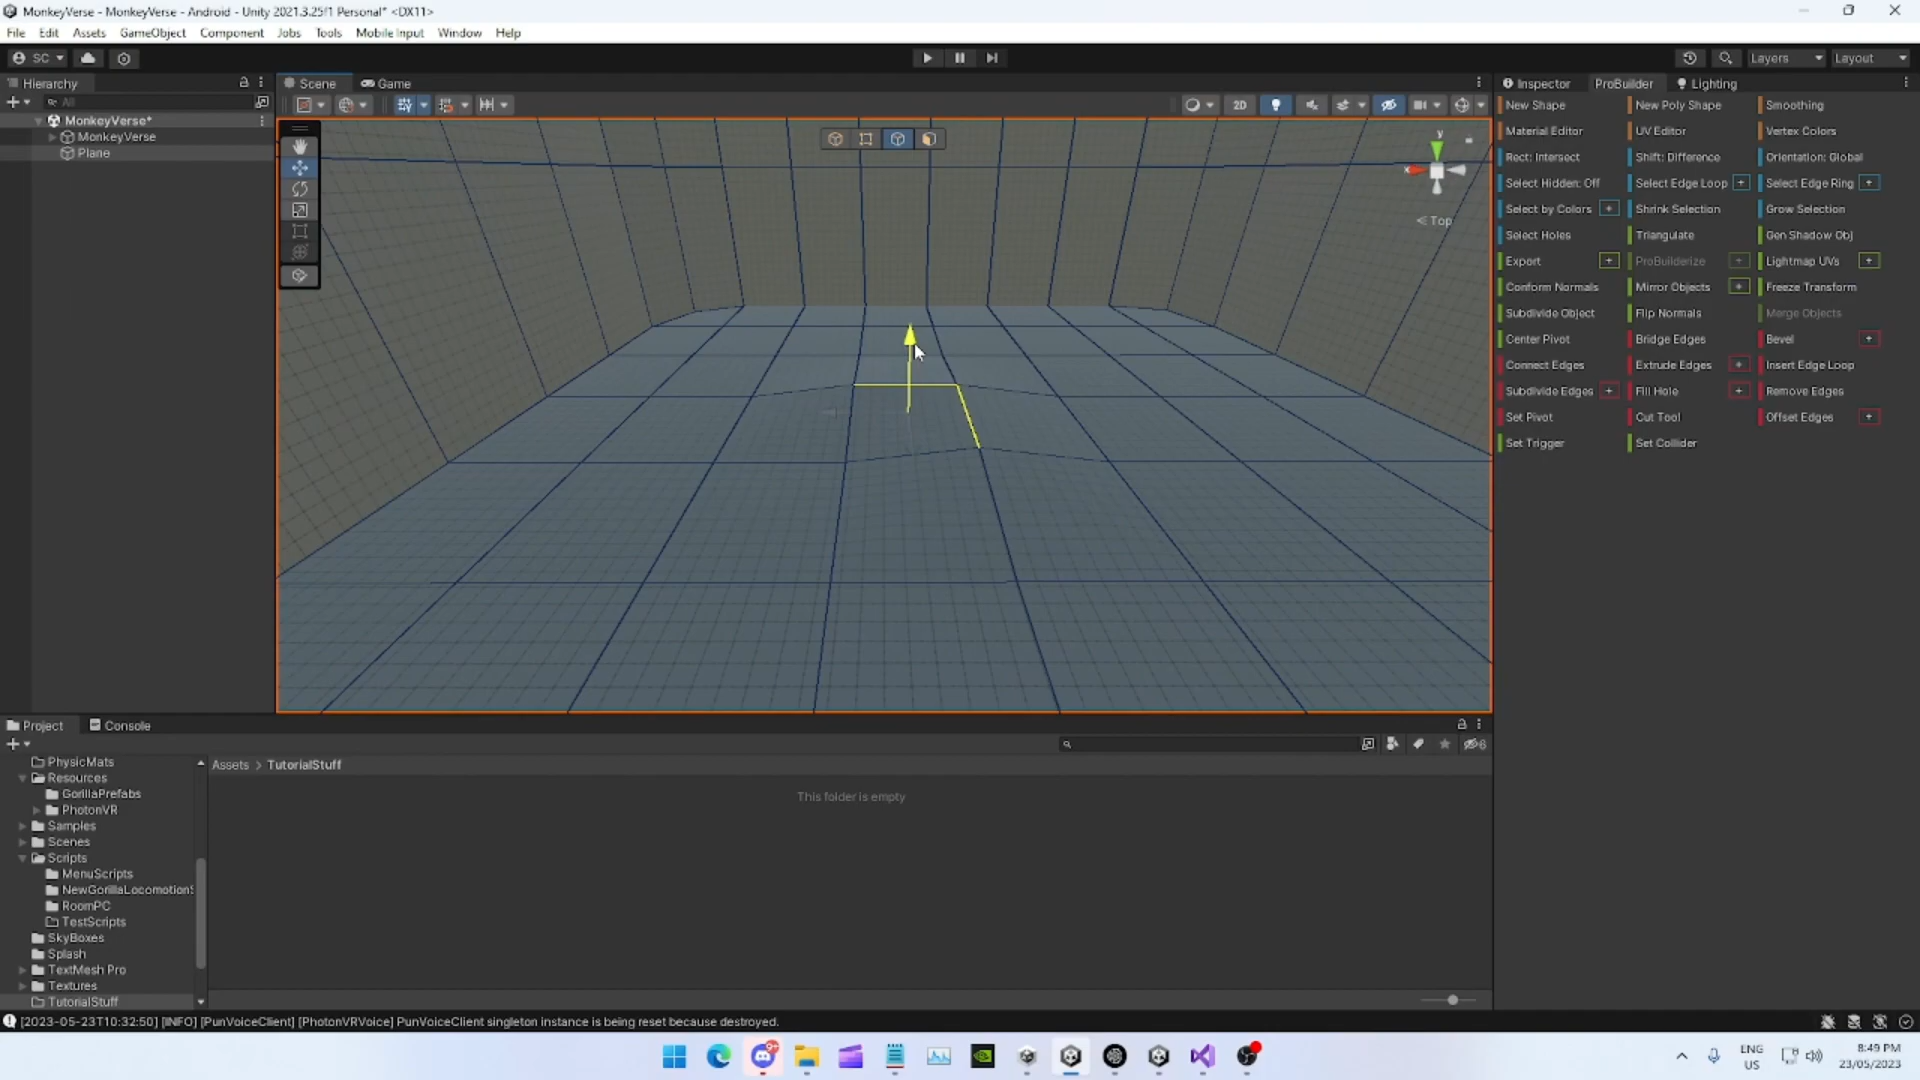 MonkeyVerse - MonkeyVerse - Android - Unity 2021.3.25f1 Personal* <DX11>
File Edit Assets GameObject Component Jobs Tools Mobile Input Window Help
SC Layers Layout
Hierarchy Scene Game Inspector ProBuilder Lighting
All 2D
MonkeyVerse*
MonkeyVerse
Plane
y
x
< Top
New Shape New Poly Shape Smoothing
Material Editor UV Editor Vertex Colors
Rect: Intersect Shift: Difference Orientation: Global
Select Hidden: Off Select Edge Loop + Select Edge Ring +
Select by Colors + Shrink Selection Grow Selection
Select Holes Triangulate Gen Shadow Obj
Export + ProBuilderize + Lightmap UVs +
Conform Normals Mirror Objects + Freeze Transform
Subdivide Object Flip Normals Merge Objects
Center Pivot Bridge Edges Bevel +
Connect Edges Extrude Edges + Insert Edge Loop
Subdivide Edges + Fill Hole + Remove Edges
Set Pivot Cut Tool Offset Edges +
Set Trigger Set Collider
Project Console
6
PhysicMats
Resources
GorillaPrefabs
PhotonVR
Samples
Scenes
Scripts
MenuScripts
NewGorillaLocomotionS
RoomPC
TestScripts
SkyBoxes
Splash
TextMesh Pro
Textures
TutorialStuff
Assets > TutorialStuff
This folder is empty
[2023-05-23T10:32:50] [INFO] [PunVoiceClient] [PhotonVRVoice] PunVoiceClient singleton instance is being reset because destroyed.
9+
ENG
US
8:49 PM
23/05/2023